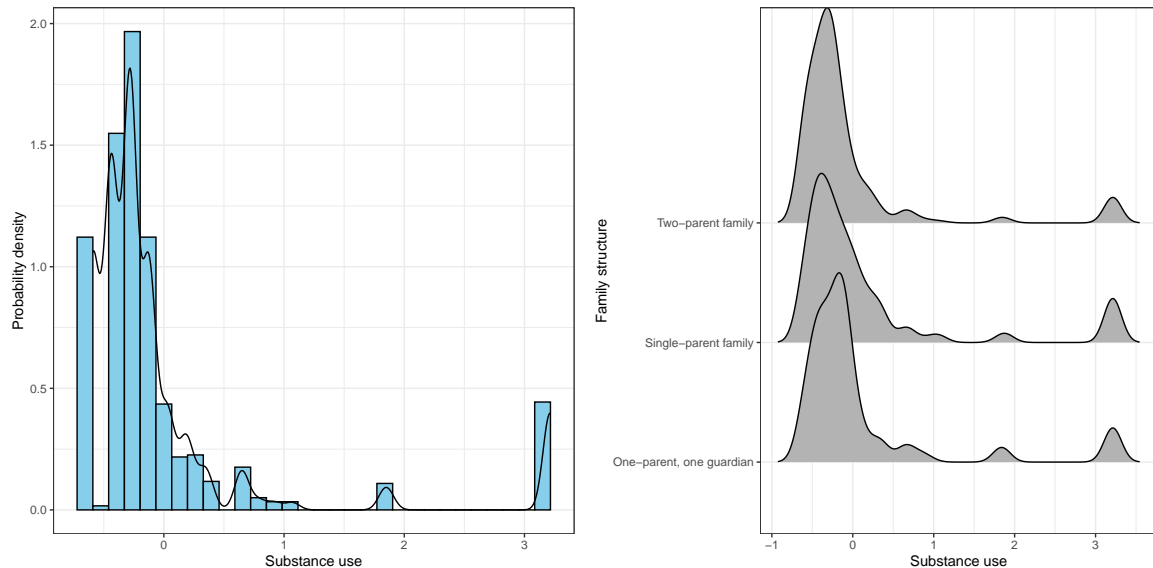 2.0
1.5
1.0
0.5
0.0
Probability density
0
1
2
3
Substance use
Family structure
Two−parent family
Single−parent family
One−parent, one guardian
−1
0
1
2
3
Substance use